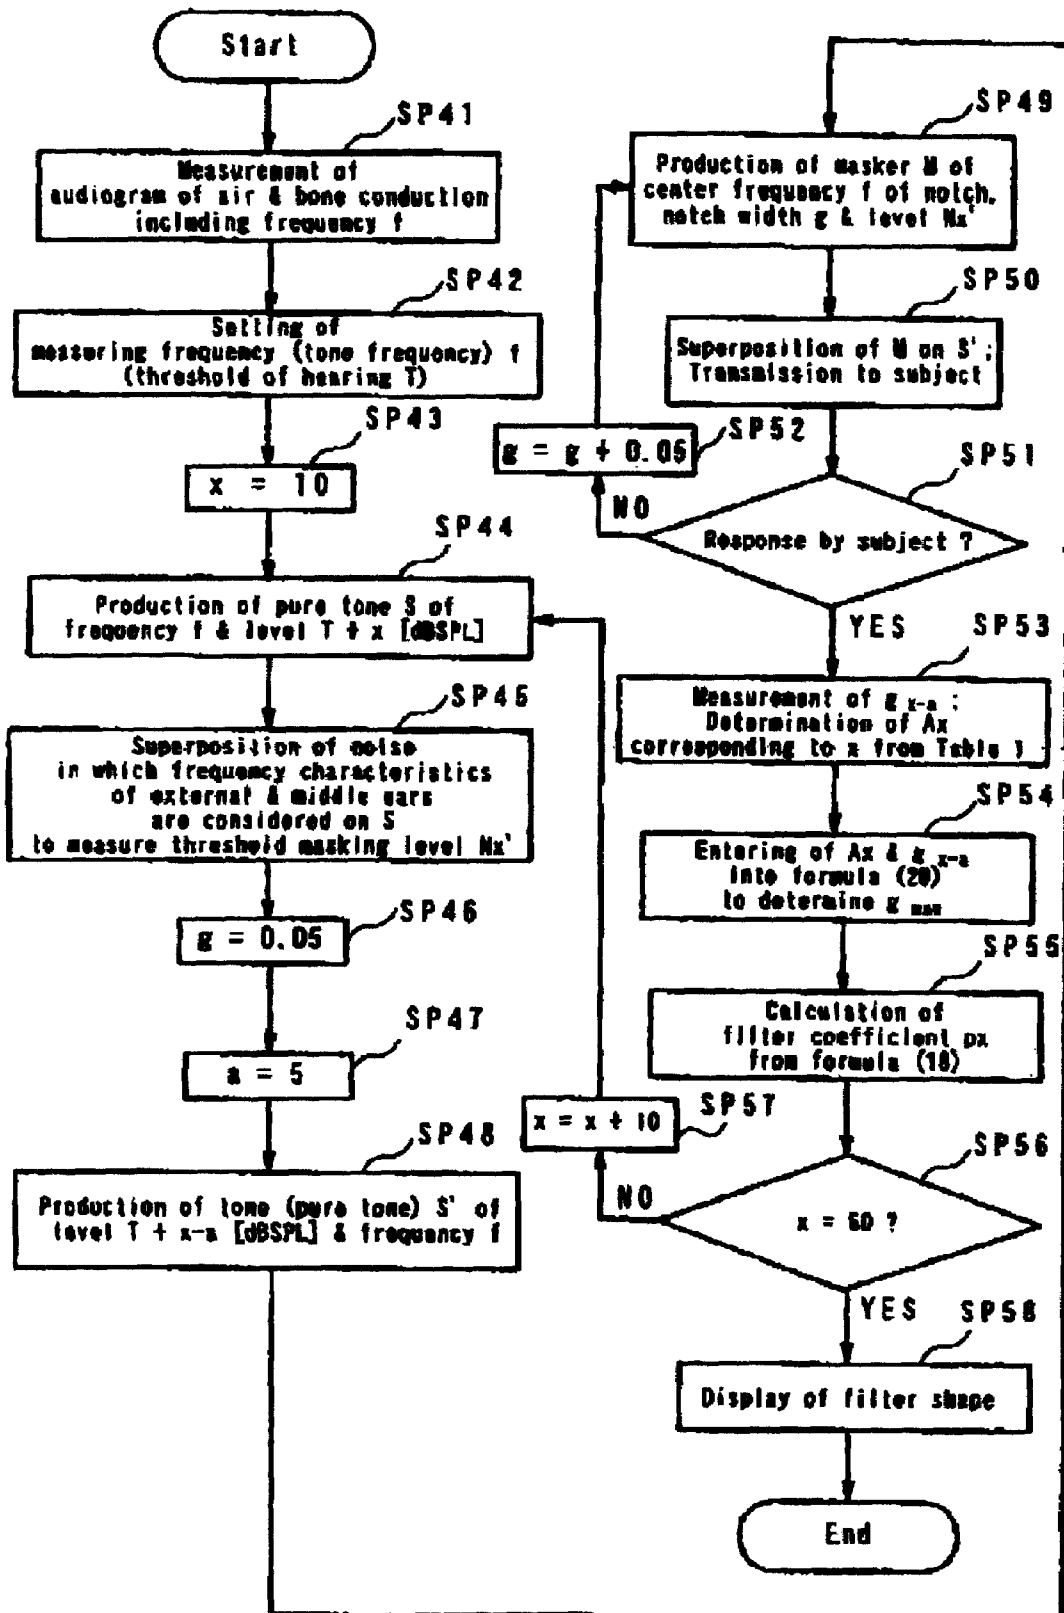 Start
SP41
Measurement of
audiogram of air & bone conduction
including frequency f
SP42
Setting of
measuring frequency (tone frequency) f
(threshold of hearing T)
SP43
x = 10
SP44
Production of pure tone S of
frequency f & level T + x [dBSPL]
SP45
Superposition of noise
in which frequency characteristics
of external & middle ears
are considered on S
to measure threshold masking level Nx'
SP46
g = 0.05
SP47
a = 5
SP48
Production of tone (pure tone) S' of
level T + x-a [dBSPL] & frequency f
SP49
Production of masker M of
center frequency f of notch,
notch width g & level Nx'
SP50
Superposition of M on S';
Transmission to subject
SP52
g = g + 0.05
SP51
NO
Response by subject ?
YES
SP53
Measurement of g x-a ;
Determination of Ax
corresponding to x from Table 1
SP54
Entering of Ax & g x-a
into formula (20)
to determine g
SP55
Calculation of
filter coefficient px
from formula (18)
SP57
x = x + 10
SP56
NO
x = 60 ?
YES
SP58
Display of filter shape
End